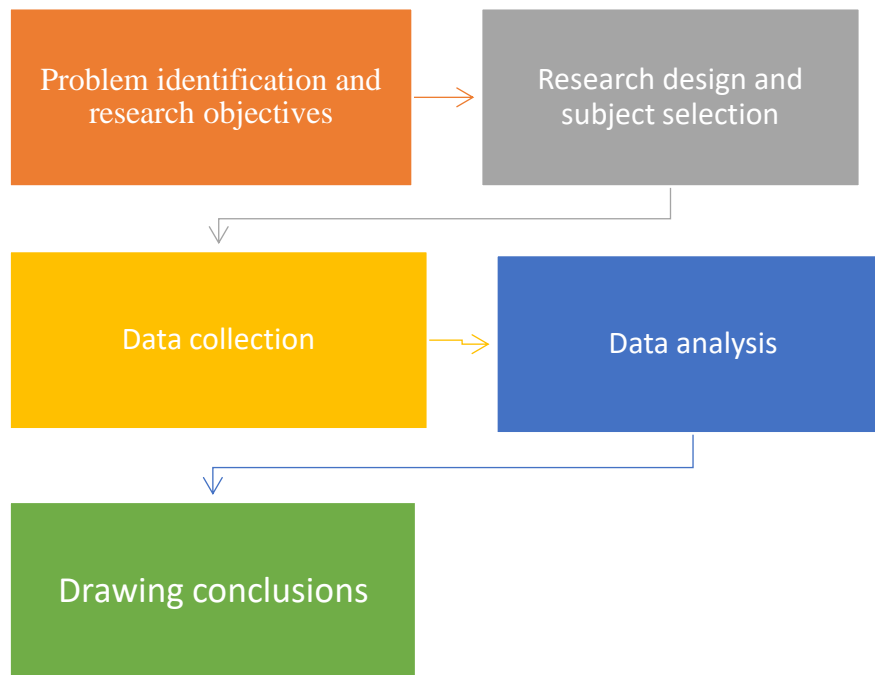 Problem identification and
research objectives
Research design and
subject selection
Data collection
Data analysis
Drawing conclusions